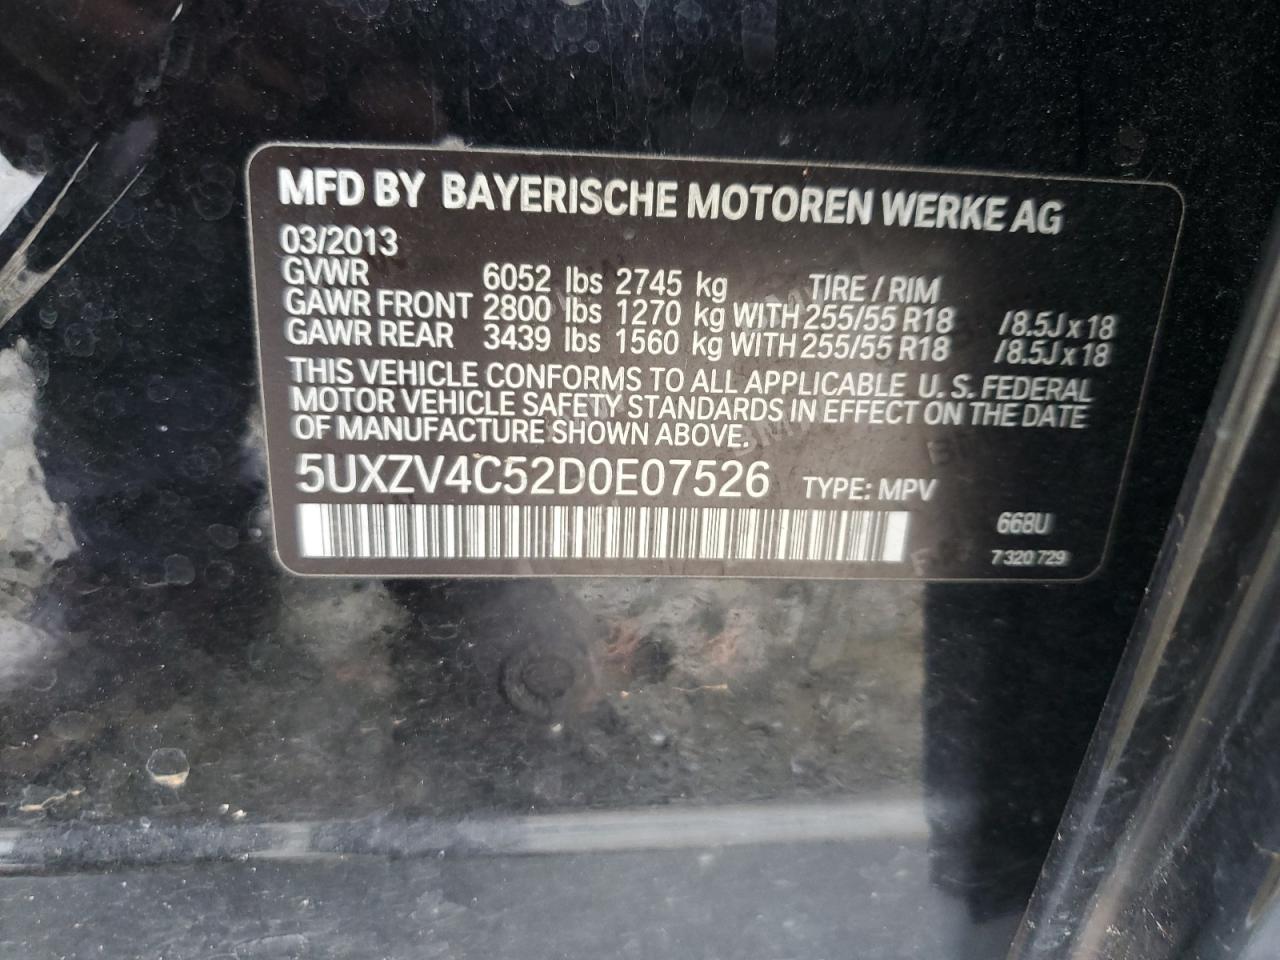 MFD BY BAYERISCHE MOTOREN WERKE AG
03/2013
GVWR 6052 lbs 2745 kg TIRE / RIM
GAWR FRONT 2800 lbs 1270 kg WITH 255/55 R18 /8.5J x 18
GAWR REAR 3439 lbs 1560 kg WITH 255/55 R18 /8.5J x 18
THIS VEHICLE CONFORMS TO ALL APPLICABLE U.S. FEDERAL
MOTOR VEHICLE SAFETY STANDARDS IN EFFECT ON THE DATE
OF MANUFACTURE SHOWN ABOVE.
5UXZV4C52D0E07526 TYPE: MPV
668U
7 320 729